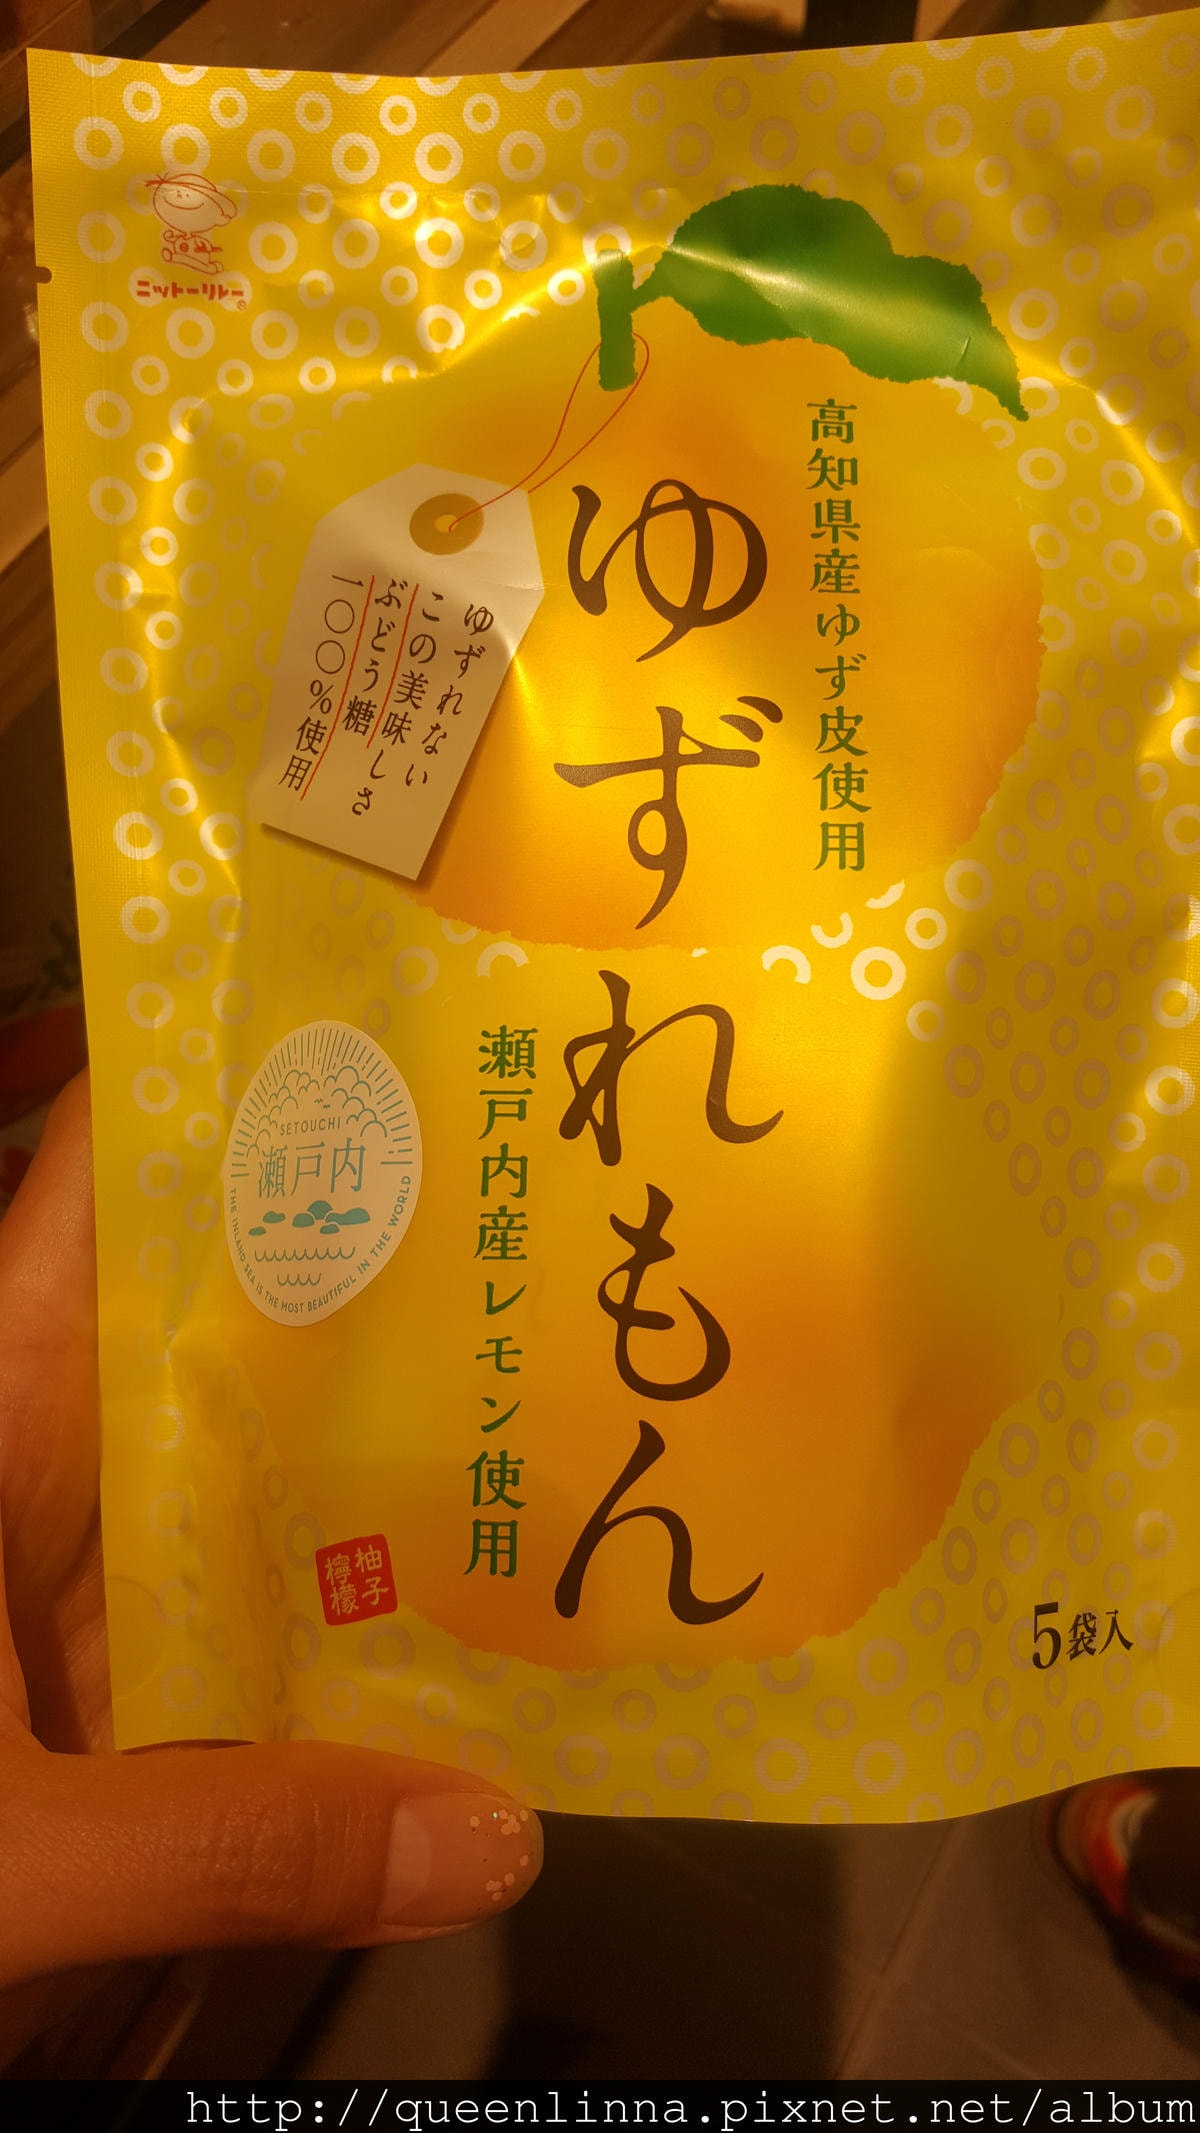 ニットーリレー
高知県産ゆず皮使用
ゆずれもん
ゆずれない
この美味しさ
ぶどう糖
一〇〇%使用
瀬戸内産レモン使用
SETOUCHI
瀬戸内
THE INLAND SEA IS THE MOST BEAUTIFUL IN THE WORLD
柚子
檸檬
5袋入
http://queenlinna.pixnet.net/album